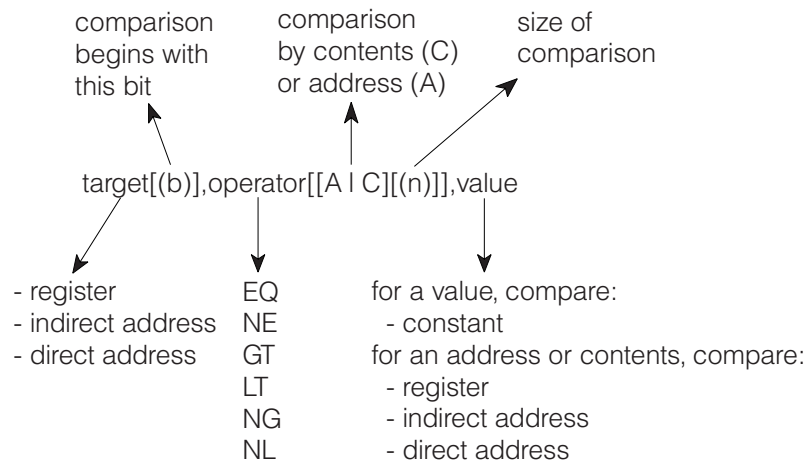 comparison
begins with
this bit
comparison
by contents (C)
or address (A)
size of
comparison
target[(b)],operator[[A | C][(n)]],value
- register
- indirect address
- direct address
EQ
NE
GT
LT
NG
NL
for a value, compare:
- constant
for an address or contents, compare:
- register
- indirect address
- direct address